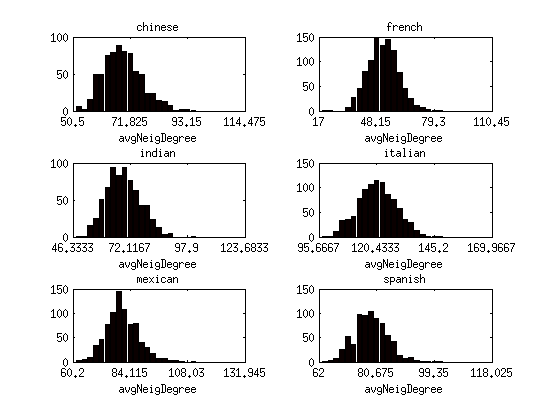 chinese
100
50
0
50.5 71.825 93.15 114.475
avgNeigDegree
french
150
100
50
0
17 48.15 79.3 110.45
avgNeigDegree
indian
100
50
0
46.3333 72.1167 97.9 123.6833
avgNeigDegree
italian
150
100
50
0
95.6667 120.4333 145.2 169.9667
avgNeigDegree
mexican
150
100
50
0
60.2 84.115 108.03 131.945
avgNeigDegree
spanish
150
100
50
0
62 80.675 99.35 118.025
avgNeigDegree